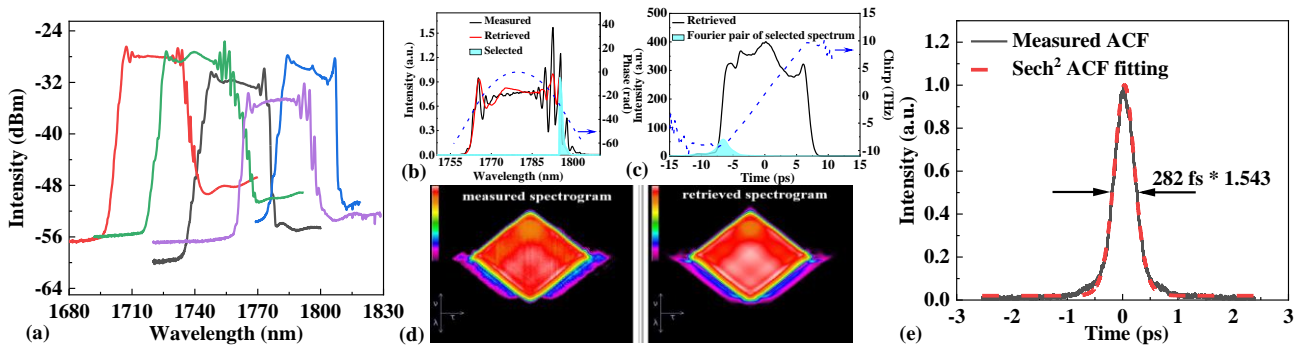 -24
-32
-40
-48
-56
-64
Intensity (dBm)
1680
1710
1740
1770
1800
1830
Wavelength (nm)
(a)
Measured
Retrieved
Selected
1.5
1.2
0.9
0.6
0.3
0.0
Intensity (a.u.)
40
20
0
-20
-40
-60
Phase (rad)
1755
1770
1785
1800
Wavelength (nm)
(b)
Retrieved
Fourier pair of selected spectrum
500
400
300
200
100
0
Intensity (a.u.)
15
10
5
0
-5
-10
Chirp (THz)
-15
-10
-5
0
5
10
15
Time (ps)
(c)
measured spectrogram
retrieved spectrogram
(d)
Measured ACF
Sech² ACF fitting
1.2
1.0
0.8
0.6
0.4
0.2
0.0
Intensity (a.u.)
282 fs * 1.543
-3
-2
-1
0
1
2
3
Time (ps)
(e)